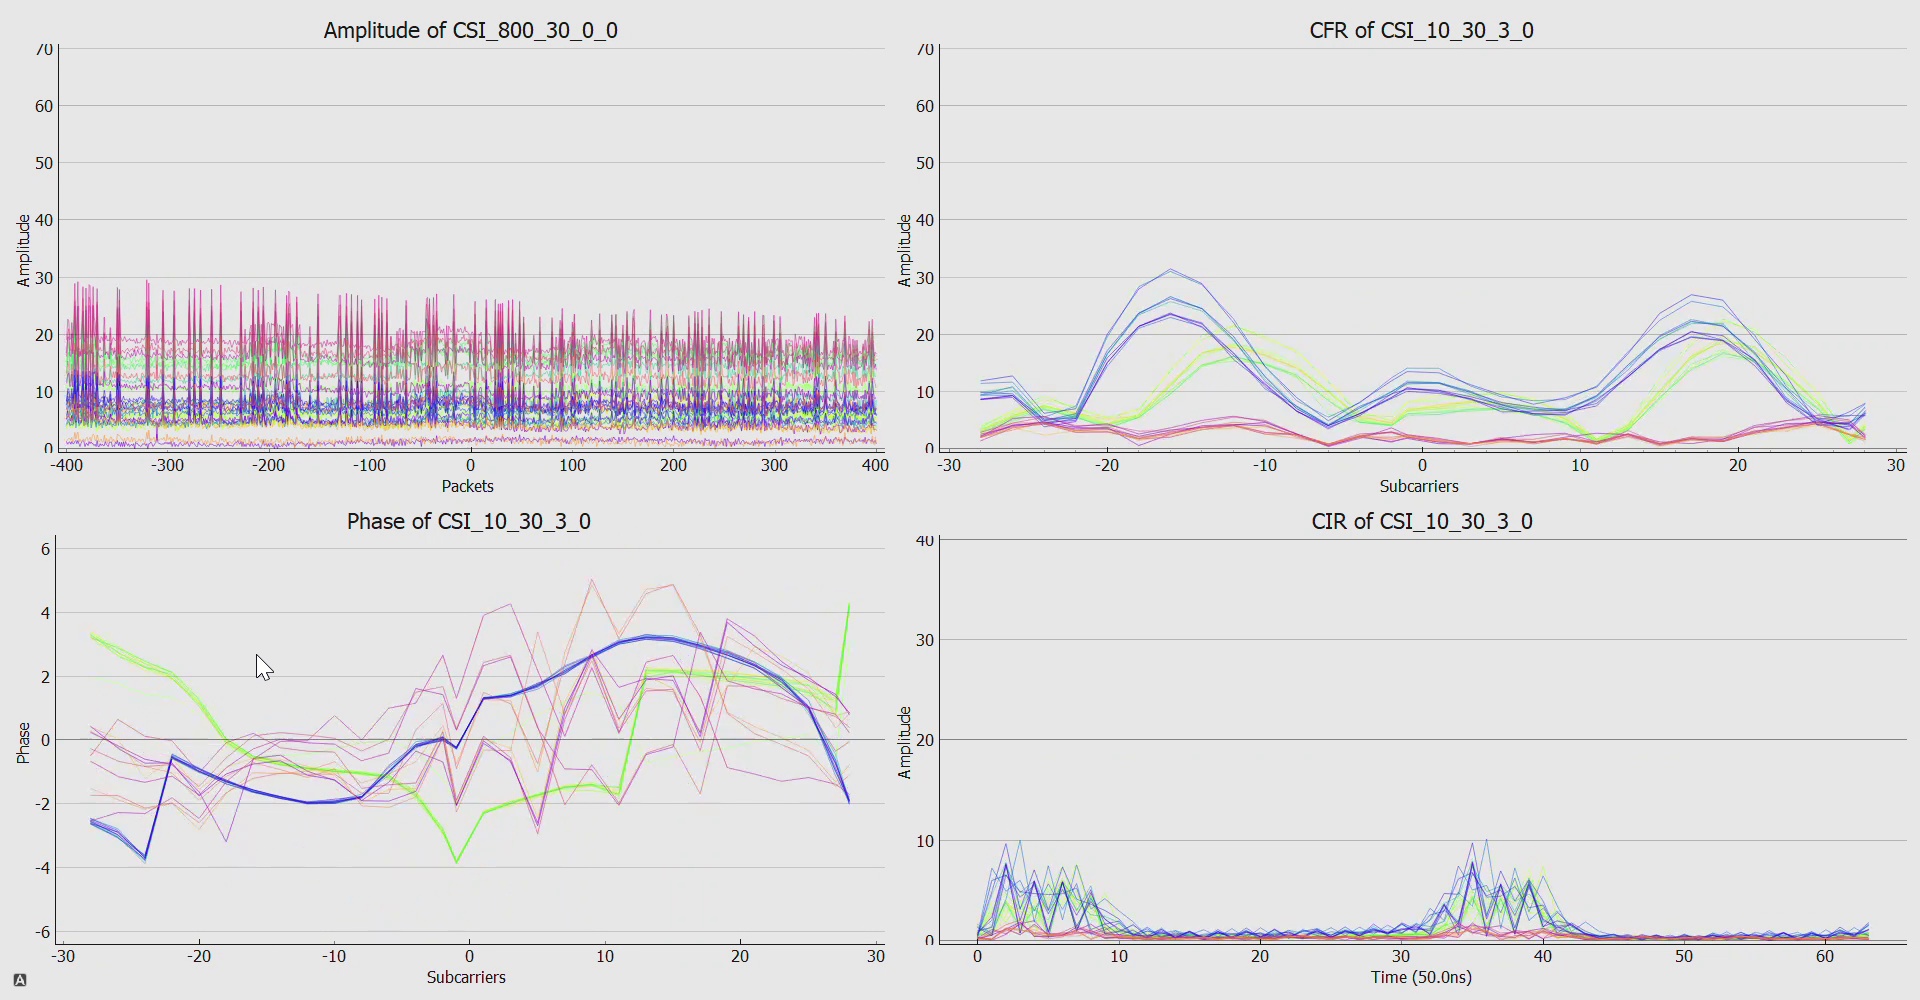 Amplitude of CSI_800_30_0_0
70
60
50
40
30
20
10
0
Amplitude
-400 -300 -200 -100 0 100 200 300 400
Packets
CFR of CSI_10_30_3_0
70
60
50
40
30
20
10
0
Amplitude
-30 -20 -10 0 10 20 30
Subcarriers
Phase of CSI_10_30_3_0
6
4
2
0
-2
-4
-6
Phase
-30 -20 -10 0 10 20 30
Subcarriers
CIR of CSI_10_30_3_0
40
30
20
10
0
Amplitude
0 10 20 30 40 50 60
Time (50.0ns)
A